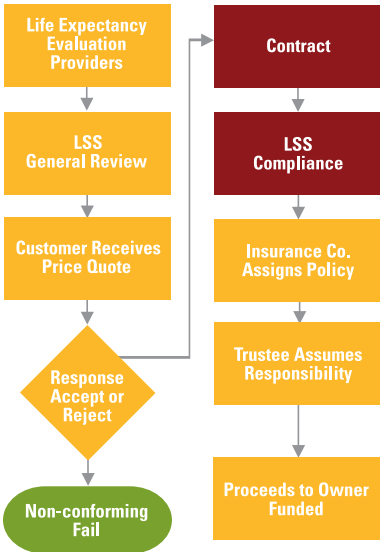 Life Expectancy
Evaluation
Providers
LSS
General Review
Customer Receives
Price Quote
Response
Accept or
Reject
Non-conforming
Fail
Contract
LSS
Compliance
Insurance Co.
Assigns Policy
Trustee Assumes
Responsibility
Proceeds to Owner
Funded